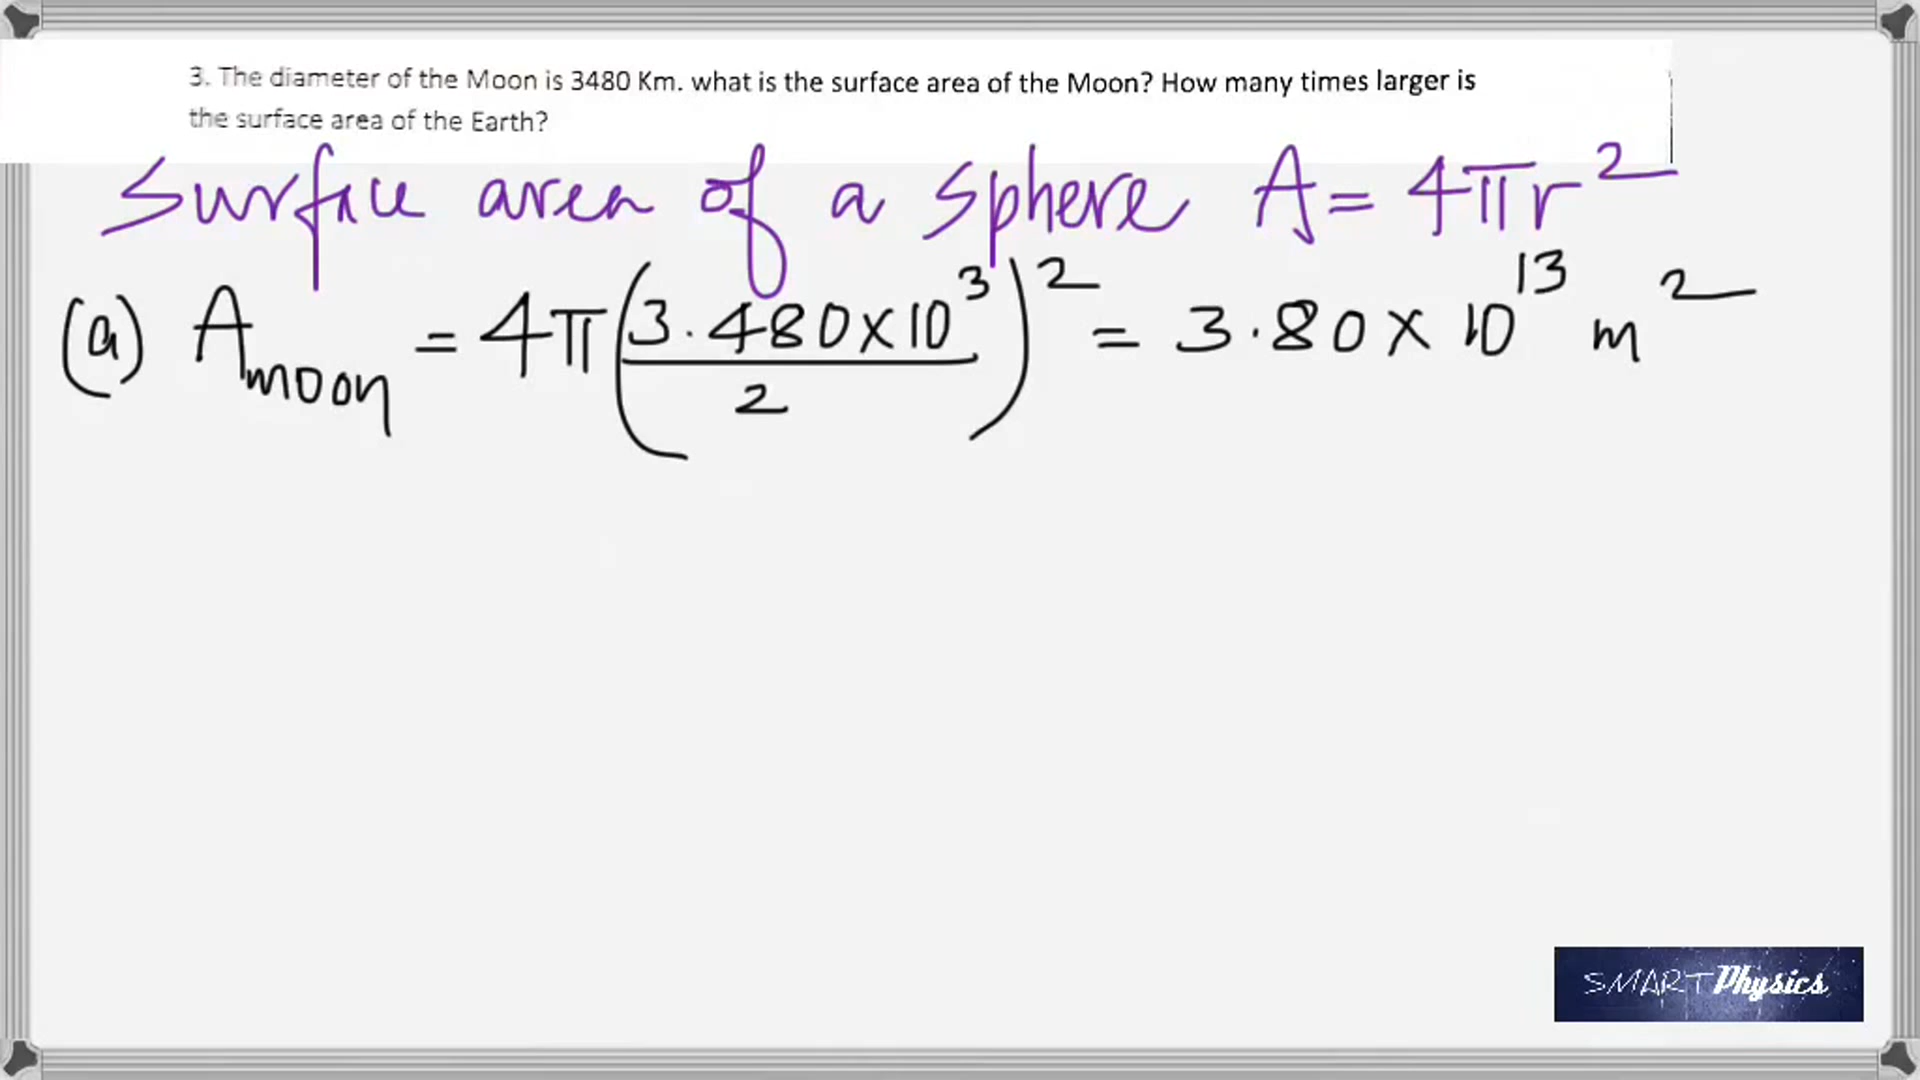 3. The diameter of the Moon is 3480 Km. what is the surface area of the Moon? How many times larger is
the surface area of the Earth?
Surface area of a sphere A = 4πr²
(a) A_moon = 4π(3.480×10³/2)² = 3.80×10¹³ m²
SMART Physics